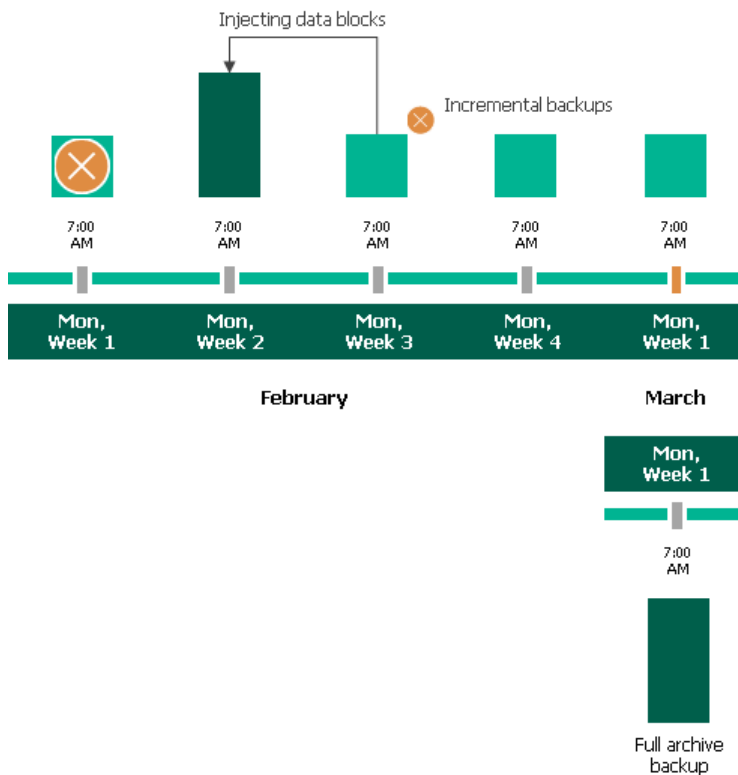 Injecting data blocks
Incremental backups
7:00
AM
7:00
AM
7:00
AM
7:00
AM
7:00
AM
Mon,
Week 1
Mon,
Week 2
Mon,
Week 3
Mon,
Week 4
Mon,
Week 1
February
March
Mon,
Week 1
7:00
AM
Full archive
backup